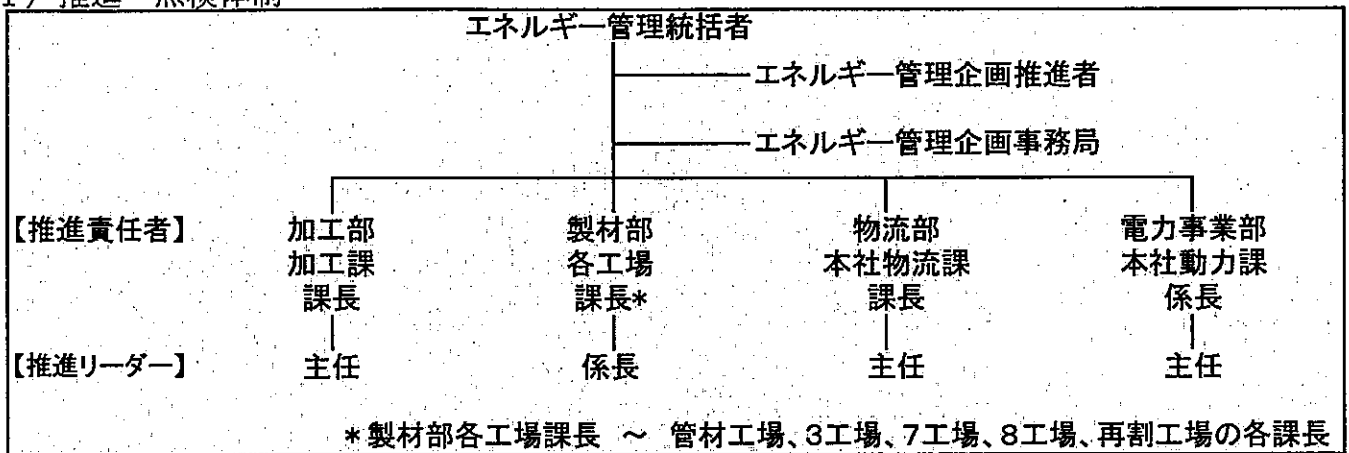 エネルギー管理統括者
エネルギー管理企画推進者
エネルギー管理企画事務局
【推進責任者】 加工部 製材部 物流部 電力事業部
加工課 各工場 本社物流課 本社動力課
課長 課長* 課長 係長
【推進リーダー】 主任 係長 主任 主任
*製材部各工場課長 ~ 管材工場、3工場、7工場、8工場、再割工場の各課長